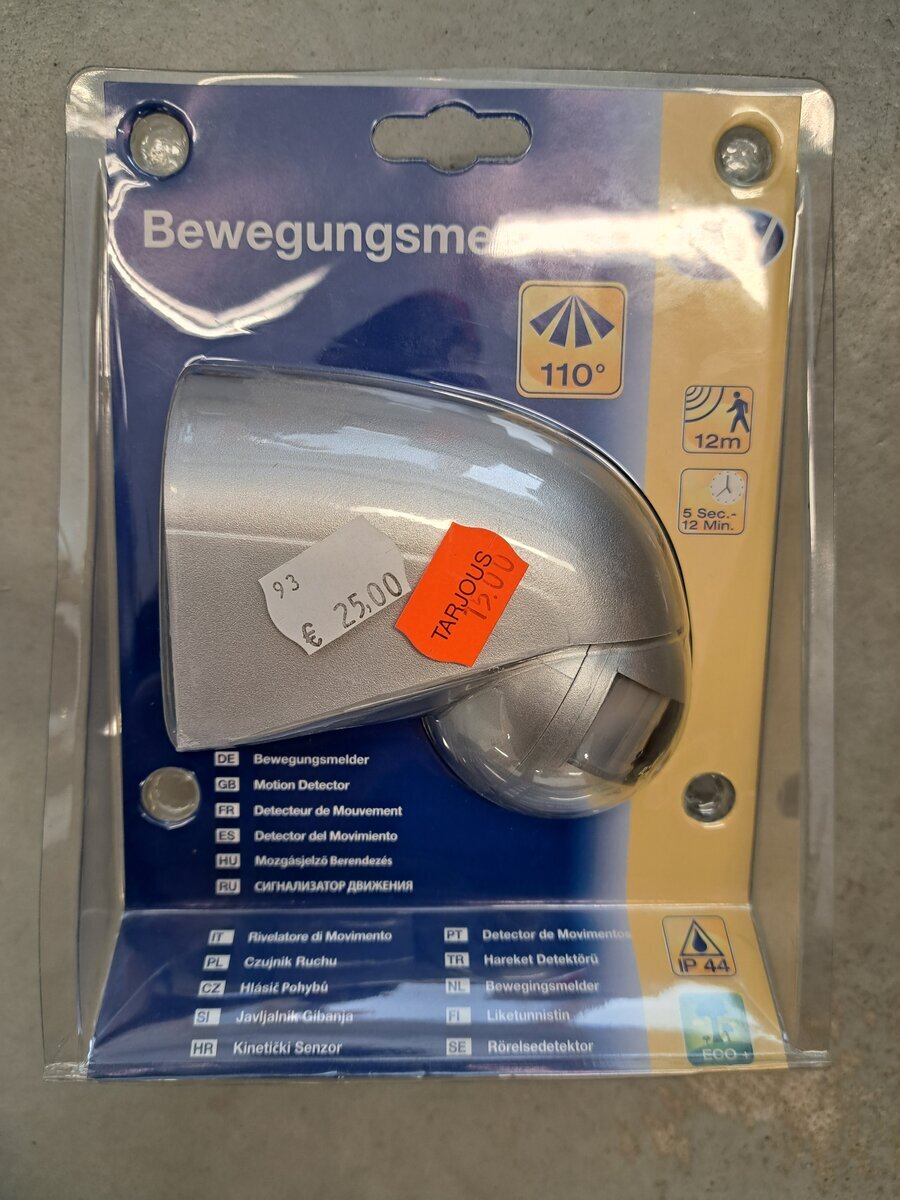 Bewegungsme
110°
12m
5 Sec.-
12 Min.
93
€ 25,00
TARJOUS
15.00
DE Bewegungsmelder
GB Motion Detector
FR Detecteur de Mouvement
ES Detector del Movimiento
HU Mozgásjelző Berendezés
RU СИГНАЛИЗАТОР ДВИЖЕНИЯ
IT Rivelatore di Movimento
PL Czujnik Ruchu
CZ Hlásič Pohybů
SI Javljalnik Gibanja
HR Kinetički Senzor
PT Detector de Movimentos
TR Hareket Detektörü
NL Bewegingsmelder
FI Liketunnistin
SE Rörelsedetektor
IP 44
ECO